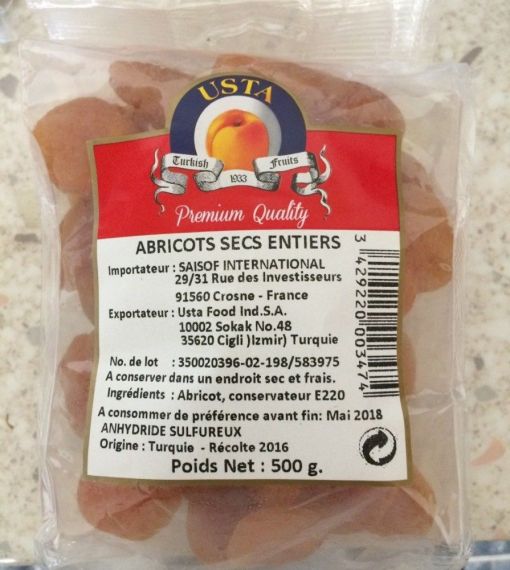 USTA
Turkish Fruits
1933
Premium Quality
ABRICOTS SECS ENTIERS
Importateur : SAISOF INTERNATIONAL
29/31 Rue des Investisseurs
91560 Crosne - France
Exportateur : Usta Food Ind.S.A.
10002 Sokak No.48
35620 Cigli )Izmir) Turquie
No. de lot : 350020396-02-198/583975
A conserver dans un endroit sec et frais.
Ingrédients : Abricot, conservateur E220
A consommer de préférence avant fin: Mai 2018
ANHYDRIDE SULFUREUX
Origine : Turquie - Récolte 2016
Poids Net : 500 g.
3 429220 003474